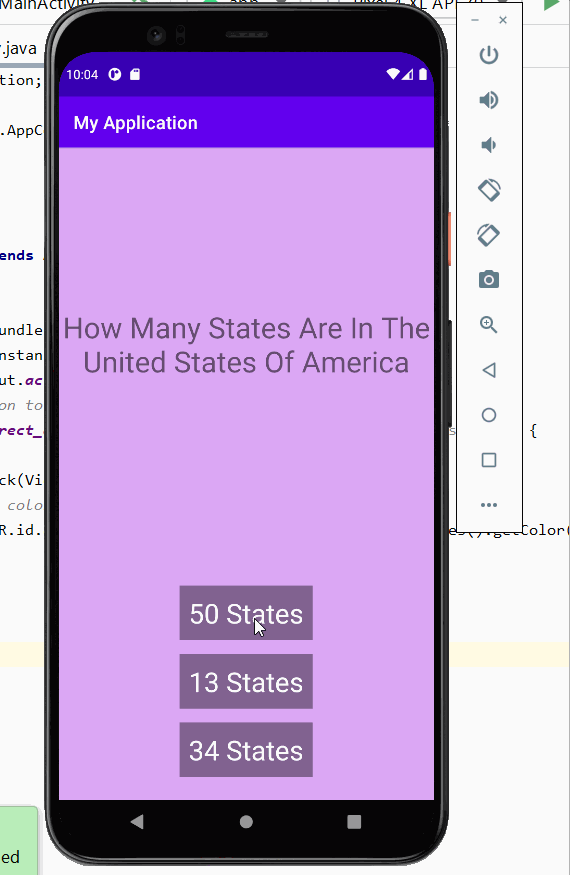 MainActivity
.java
tion;
10:04
My Application
.AppC
ends
How Many States Are In The
United States Of America
undle
nstan
ut.ac
on to
rect_
{
ck(Vi
colo
R.id.
es().getColor(
50 States
13 States
34 States
ed